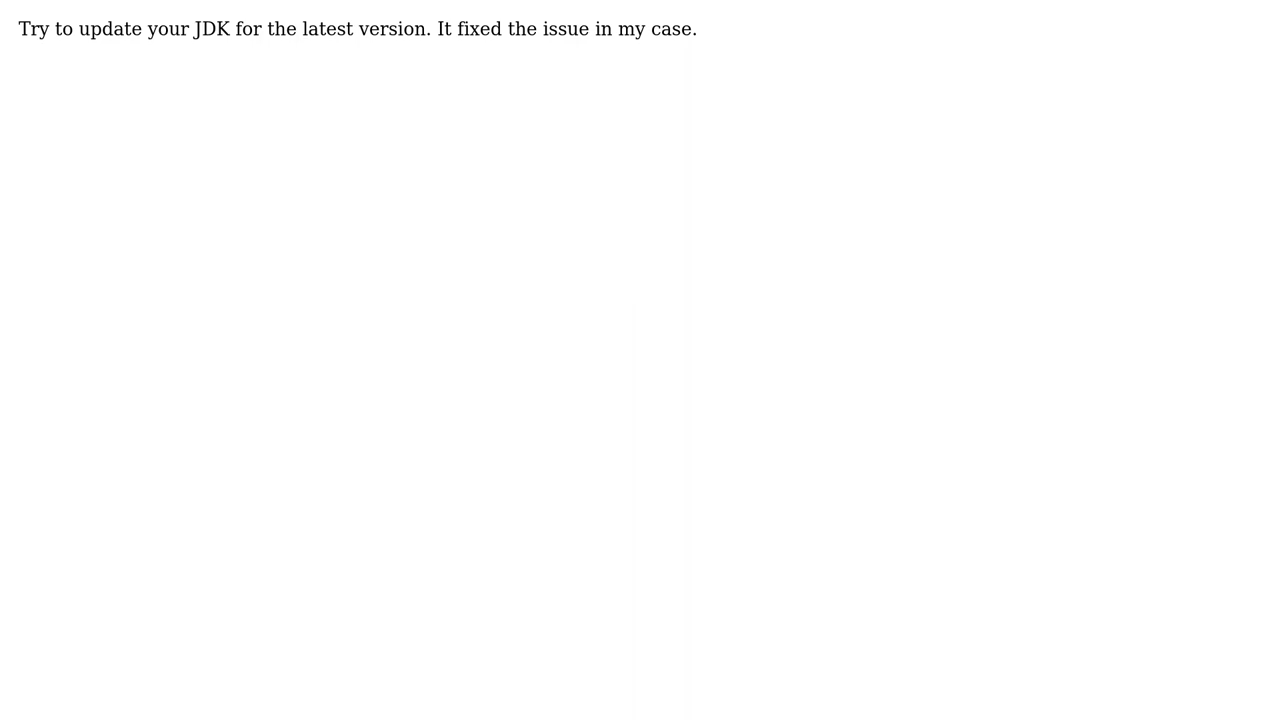 Try to update your JDK for the latest version. It fixed the issue in my case.